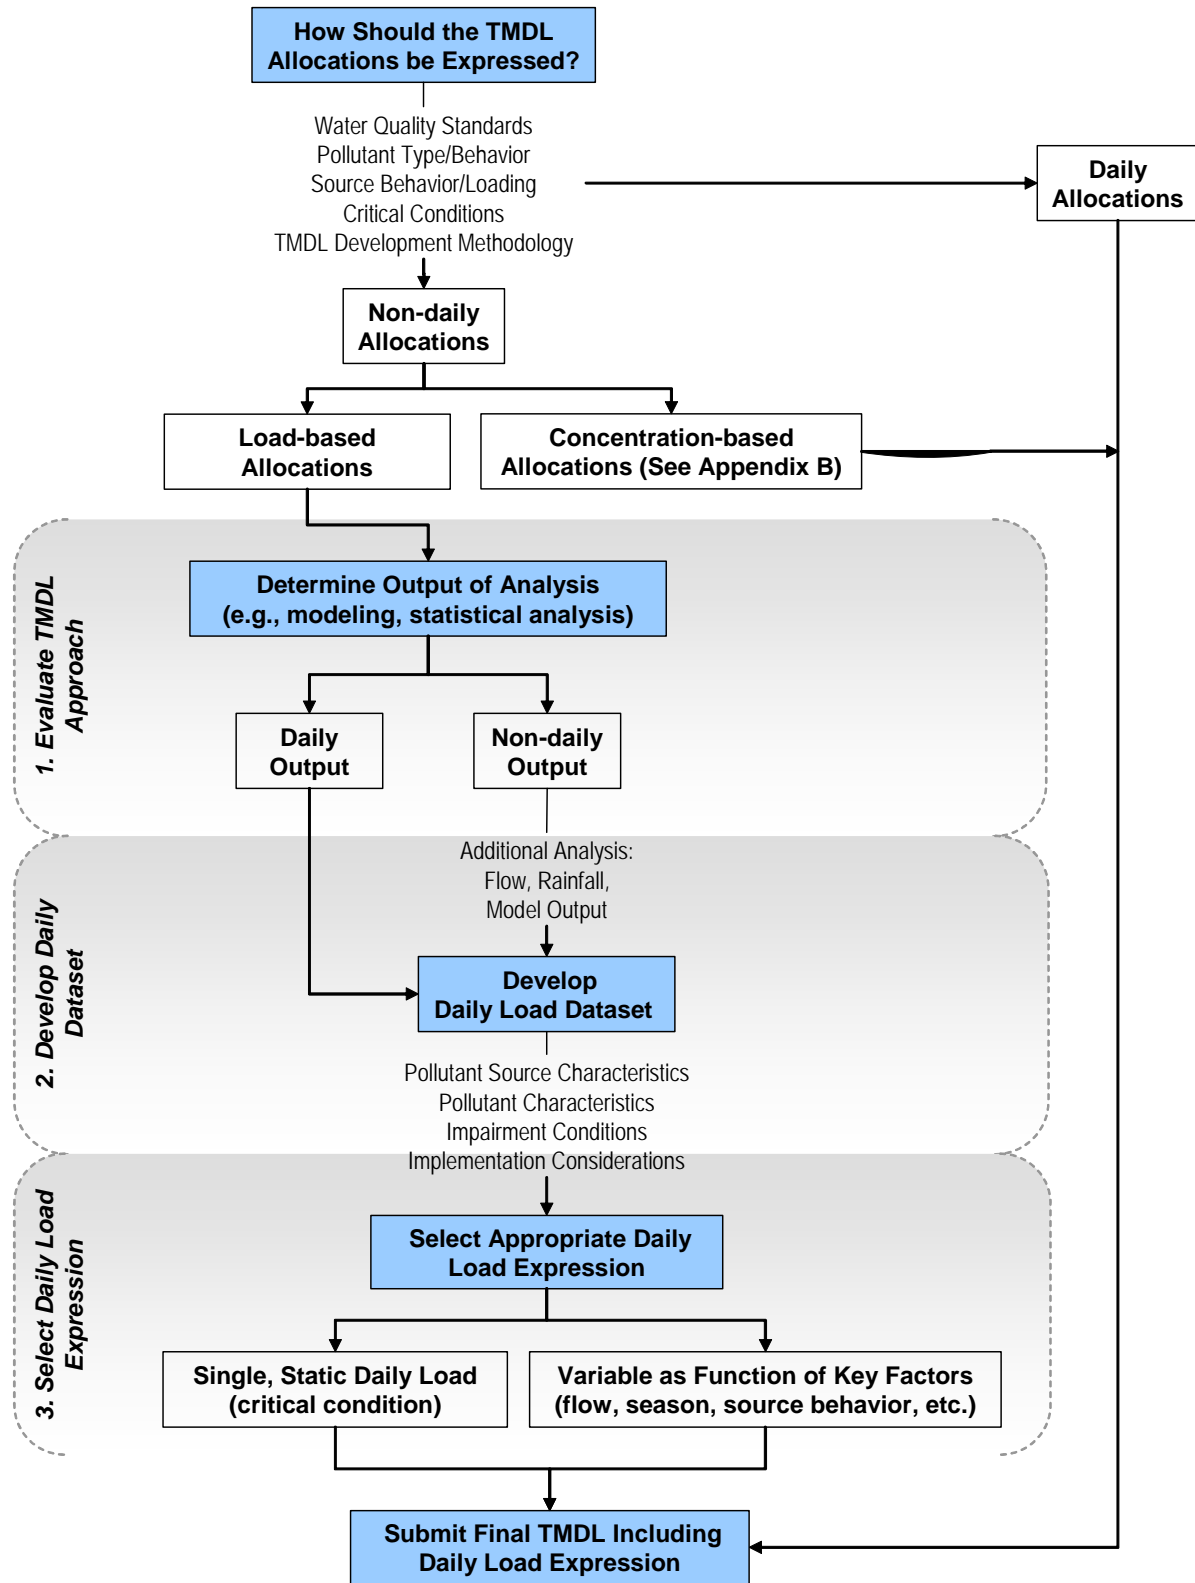 How Should the TMDL
Allocations be Expressed?
Water Quality Standards
Pollutant Type/Behavior
Source Behavior/Loading
Critical Conditions
TMDL Development Methodology
Daily
Allocations
Non-daily
Allocations
Load-based
Allocations
Concentration-based
Allocations (See Appendix B)
1. Evaluate TMDL
Approach
Determine Output of Analysis
(e.g., modeling, statistical analysis)
Daily
Output
Non-daily
Output
2. Develop Daily
Dataset
Additional Analysis:
Flow, Rainfall,
Model Output
Develop
Daily Load Dataset
Pollutant Source Characteristics
Pollutant Characteristics
Impairment Conditions
Implementation Considerations
3. Select Daily Load
Expression
Select Appropriate Daily
Load Expression
Single, Static Daily Load
(critical condition)
Variable as Function of Key Factors
(flow, season, source behavior, etc.)
Submit Final TMDL Including
Daily Load Expression